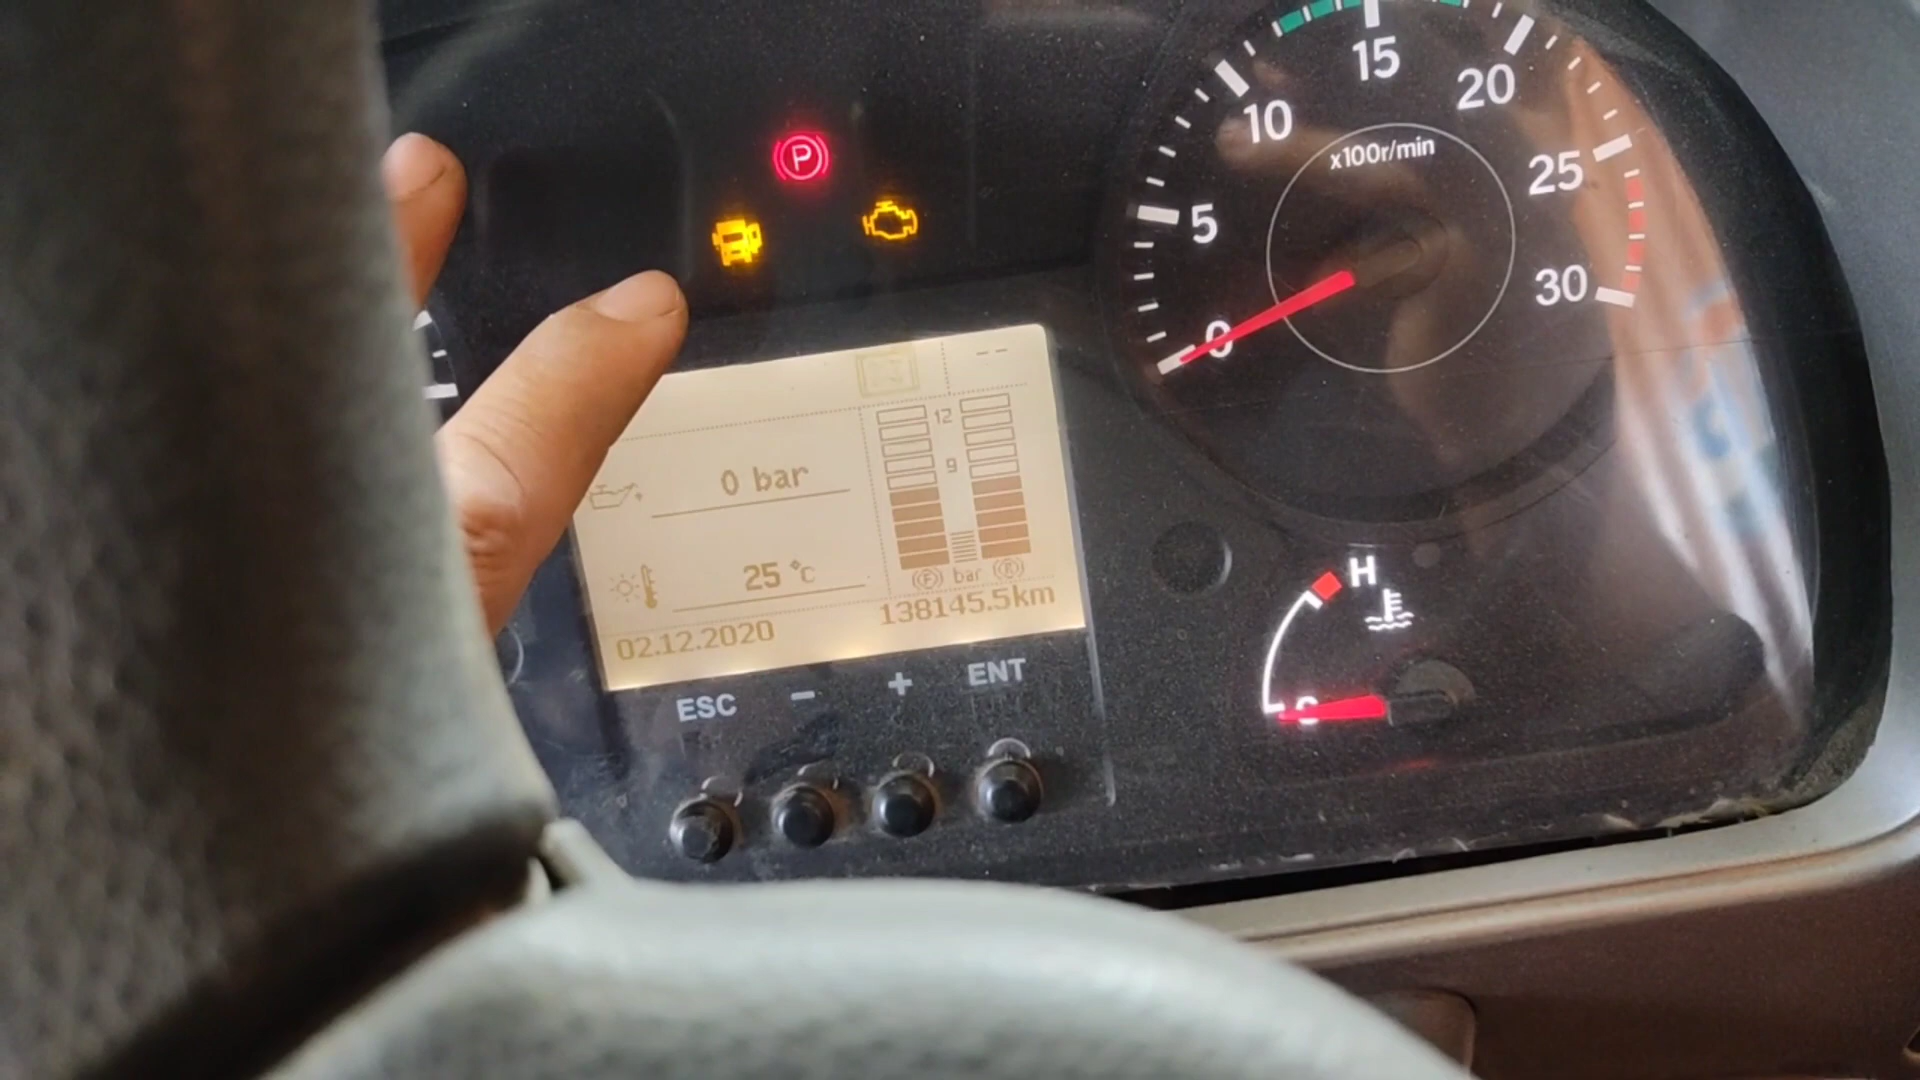 P
15
10
20
x100r/min
25
5
30
0
-- 
12
9
0 bar
25 °C
bar
138145.5km
02.12.2020
H
C
ESC
-
+
ENT